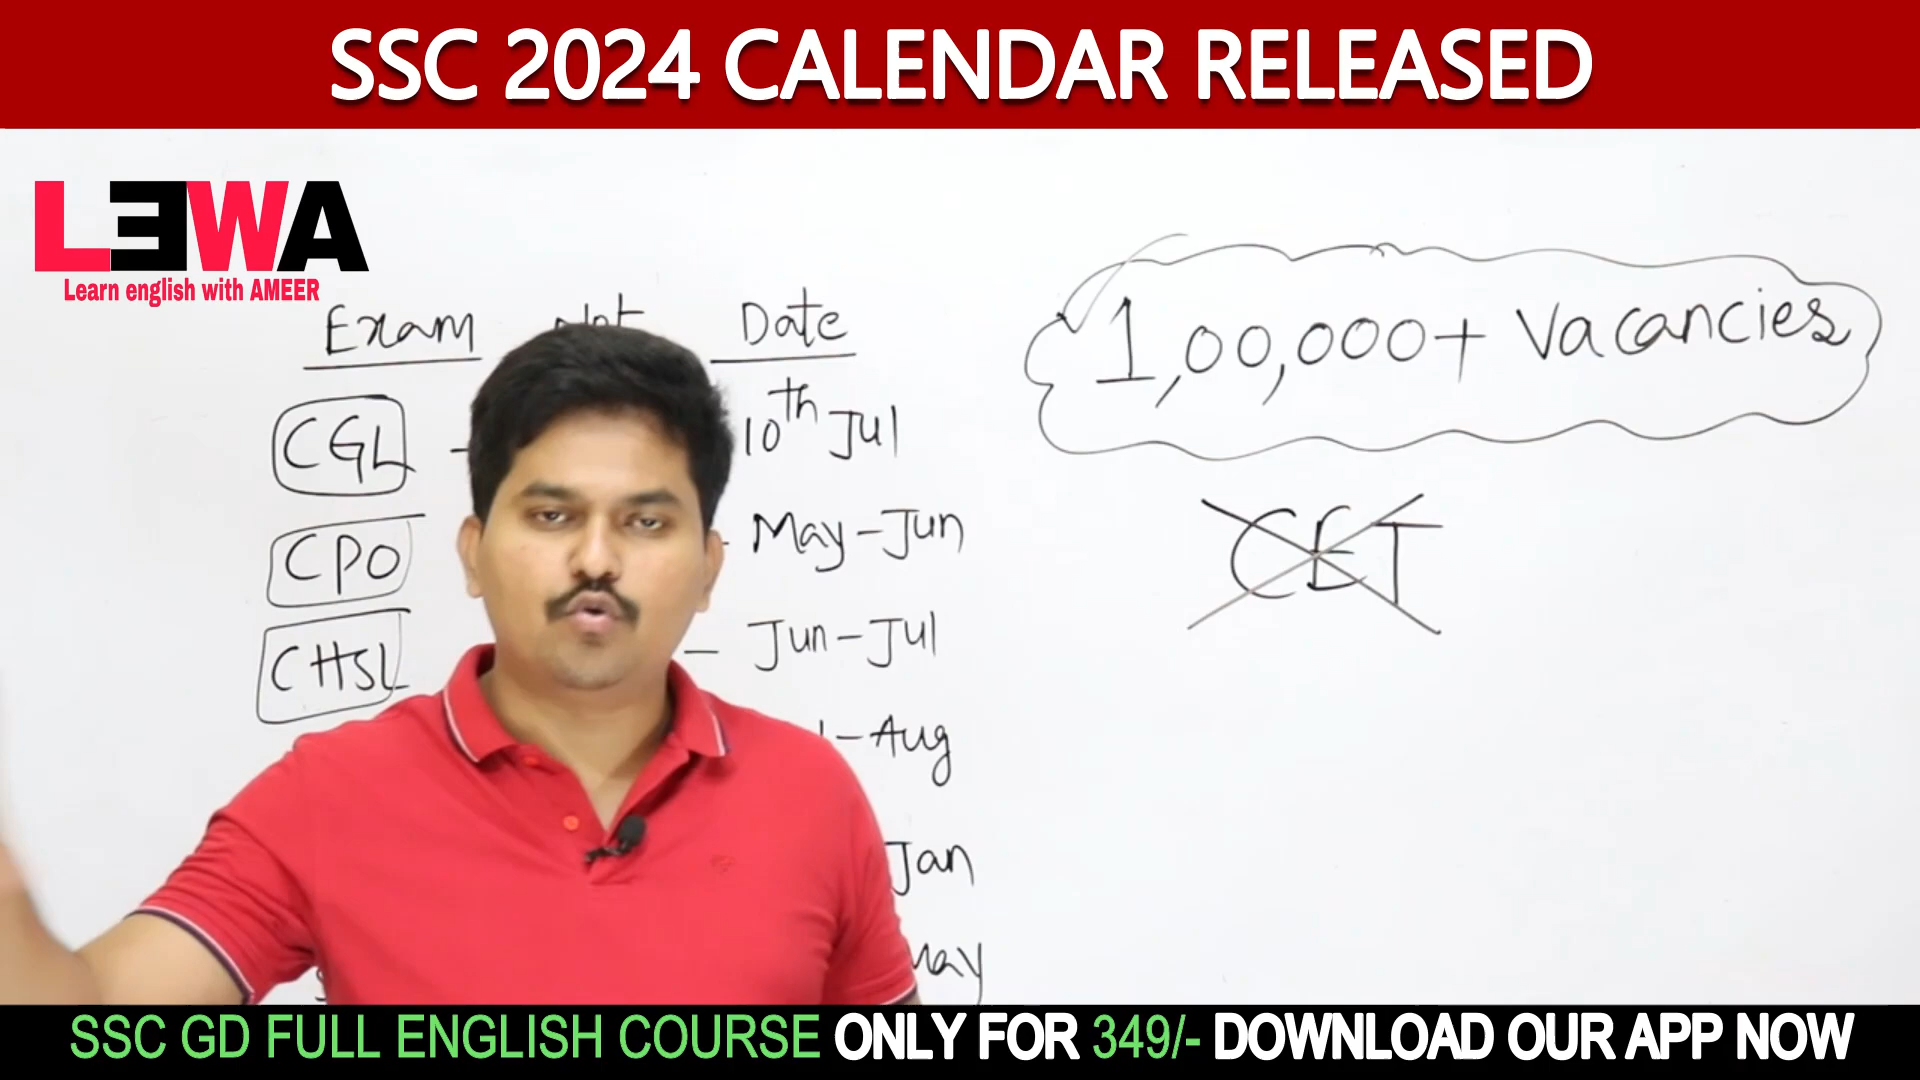 SSC 2024 CALENDAR RELEASED
LEWA
Learn english with AMEER
Exam Date
1,00,000+ Vacancies
CGL - 10th Jul
CPO - May-Jun
CET
CHSL - Jun-Jul
-Aug
Jan
SSC GD FULL ENGLISH COURSE ONLY FOR 349/- DOWNLOAD OUR APP NOW